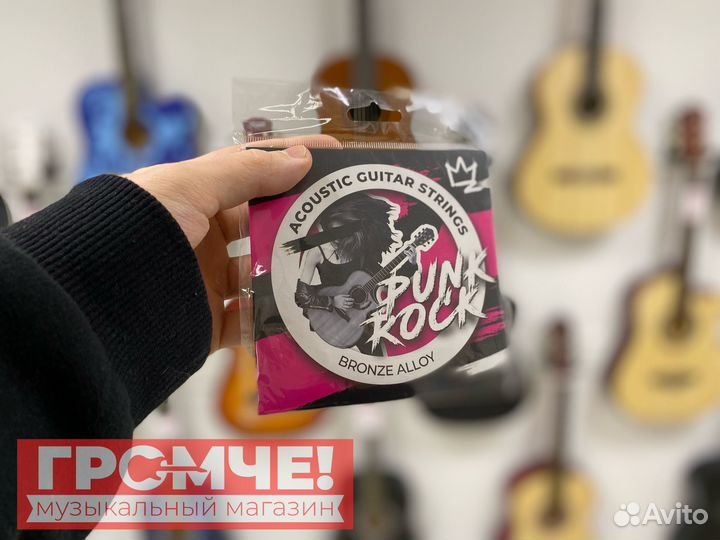 ACOUSTIC GUITAR STRINGS
PUNK
ROCK
BRONZE ALLOY
ГРОМЧЕ!
МУЗЫКАЛЬНЫЙ МАГАЗИН
Avito